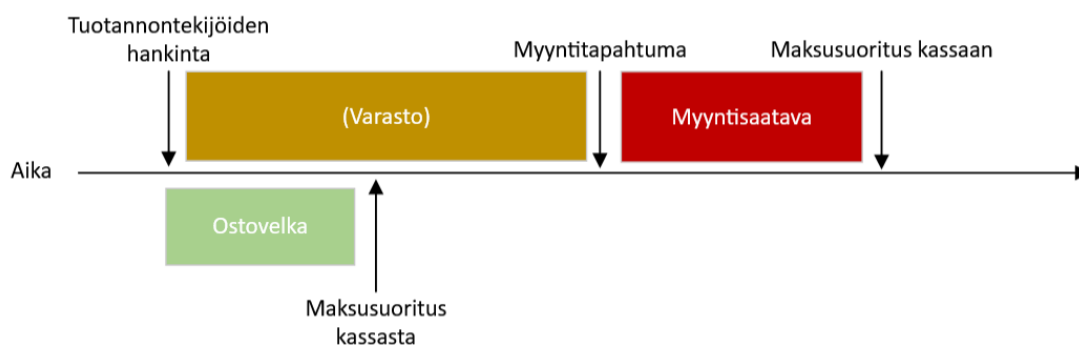 Tuotannontekijöiden
hankinta
Myyntitapahtuma
Maksusuoritus kassaan
(Varasto)
Myyntisaatava
Aika
Ostovelka
Maksusuoritus
kassasta